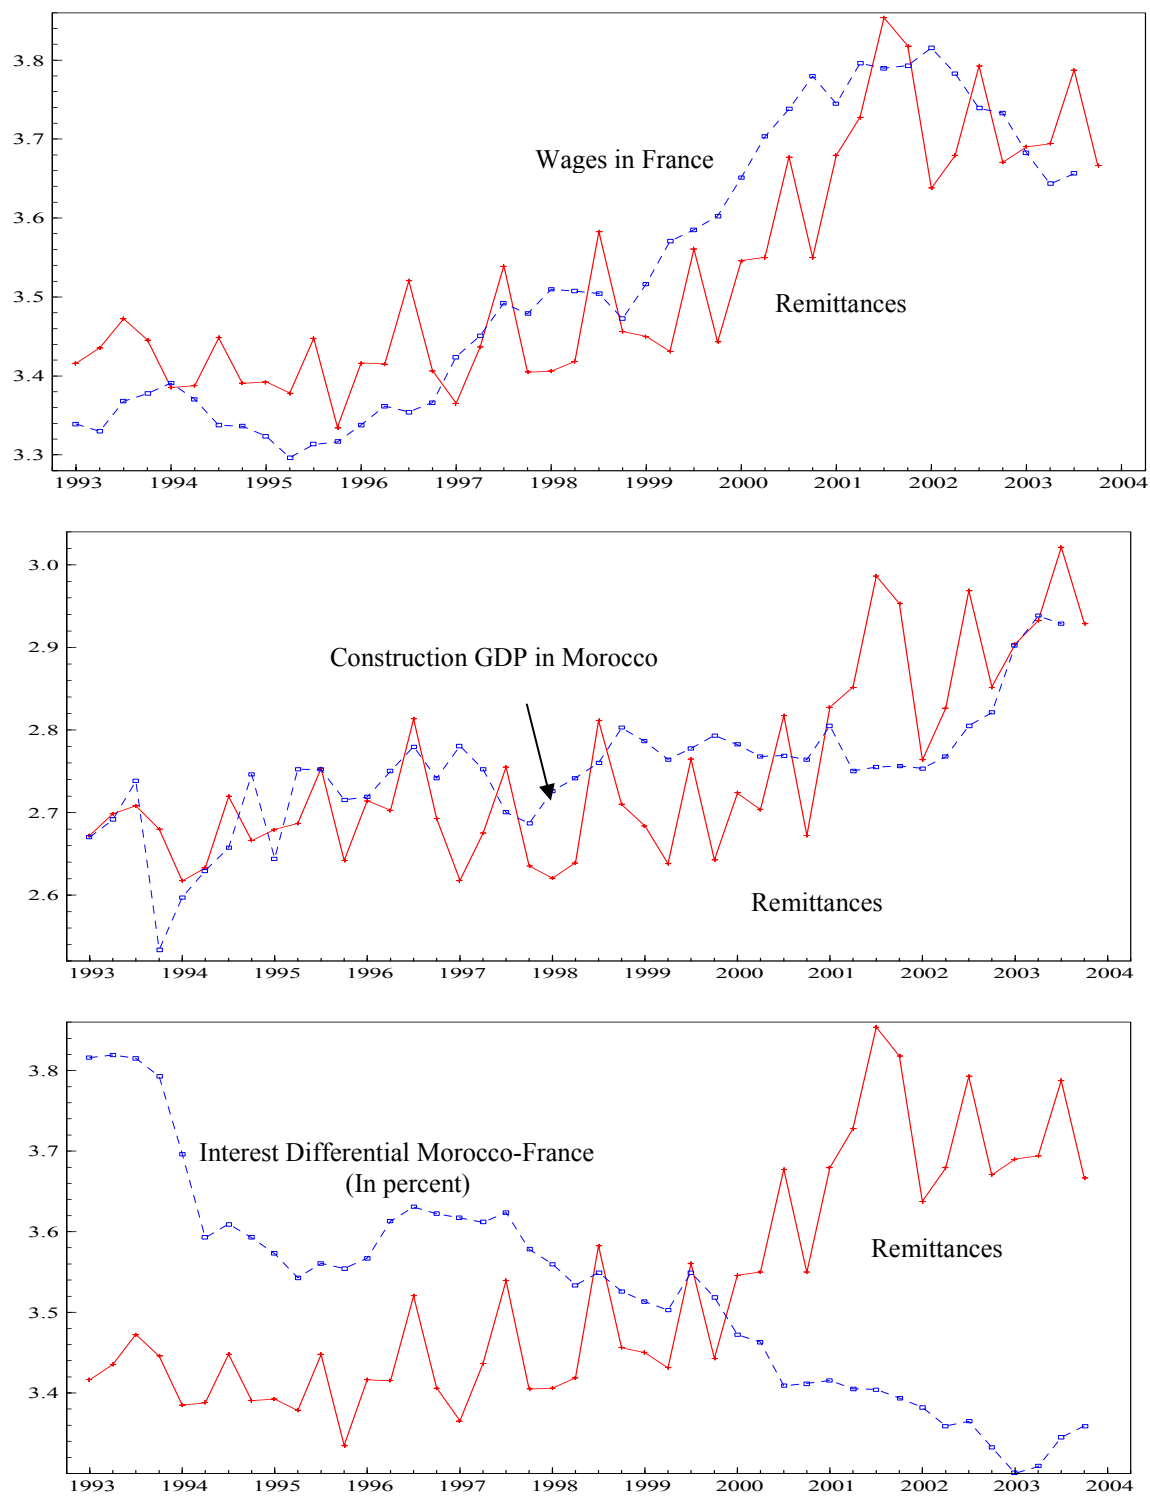 3.8
3.7
3.6
3.5
3.4
3.3
Wages in France
Remittances
1993 1994 1995 1996 1997 1998 1999 2000 2001 2002 2003 2004
3.0
2.9
2.8
2.7
2.6
Construction GDP in Morocco
Remittances
1993 1994 1995 1996 1997 1998 1999 2000 2001 2002 2003 2004
3.8
3.7
3.6
3.5
3.4
Interest Differential Morocco-France
(In percent)
Remittances
1993 1994 1995 1996 1997 1998 1999 2000 2001 2002 2003 2004